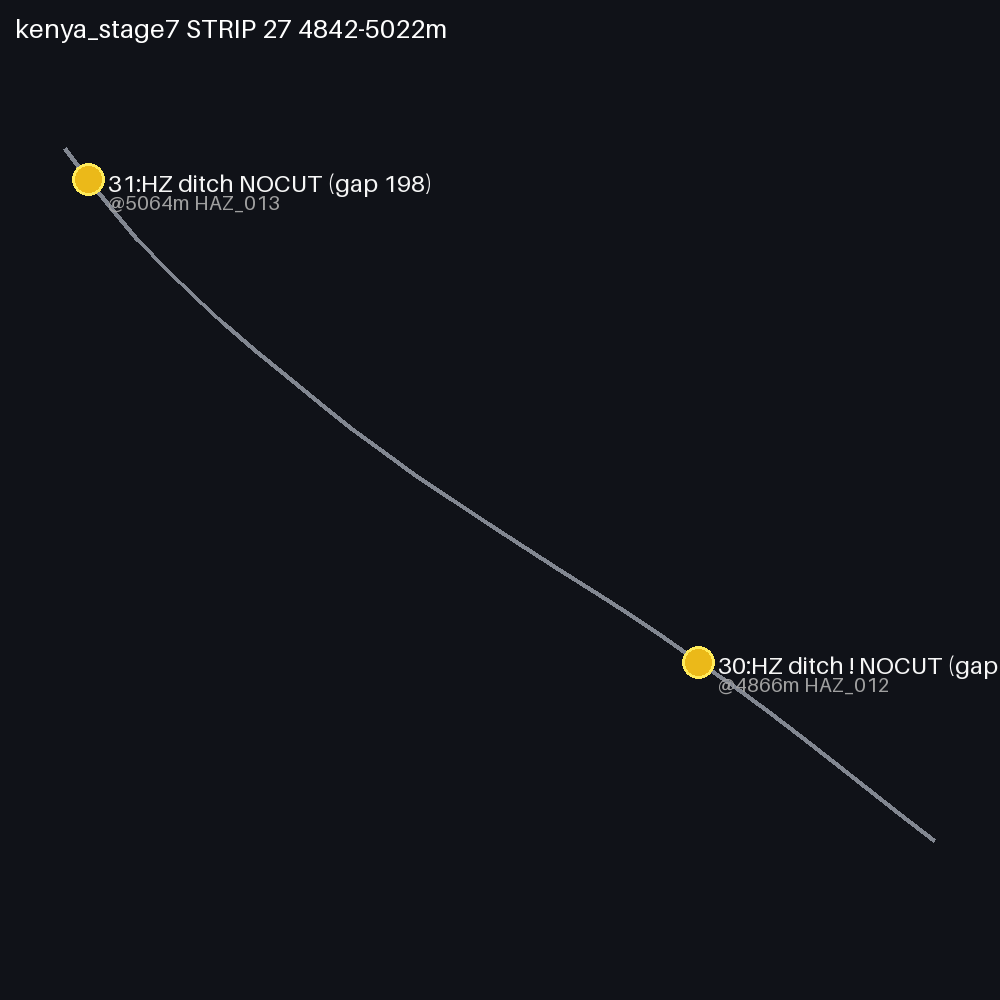 kenya_stage7 STRIP 27 4842-5022m
31:HZ ditch NOCUT (gap 198)
@5064m HAZ_013
30:HZ ditch ! NOCUT (gap
@4866m HAZ_012